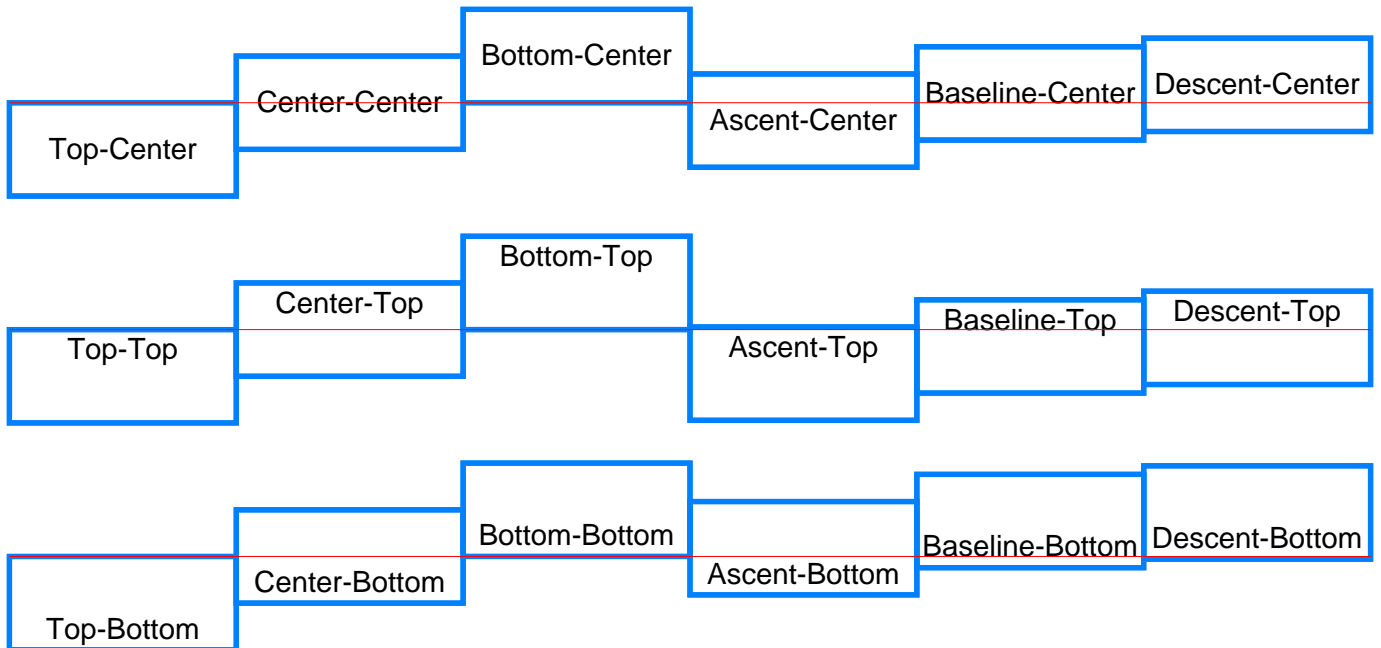 Top-Center Center-Center Bottom-Center Ascent-Center Baseline-Center Descent-Center
Top-Top Center-Top Bottom-Top Ascent-Top Baseline-Top Descent-Top
Top-Bottom Center-Bottom Bottom-Bottom Ascent-Bottom Baseline-Bottom Descent-Bottom